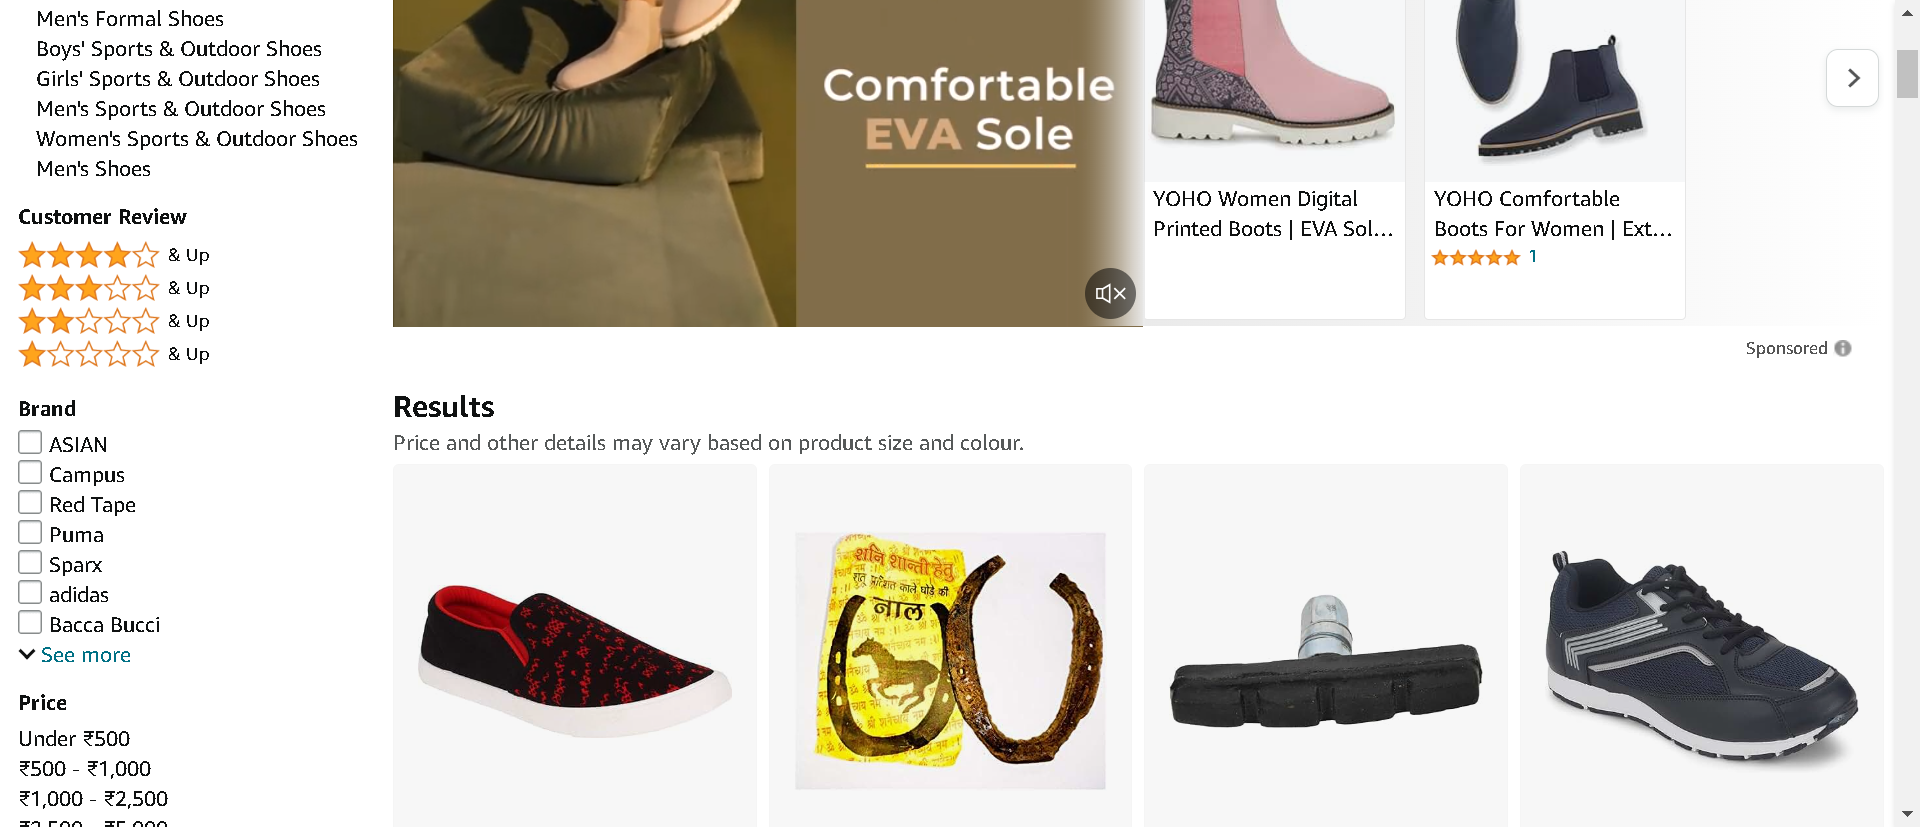 Men's Formal Shoes
Boys' Sports & Outdoor Shoes
Girls' Sports & Outdoor Shoes
Men's Sports & Outdoor Shoes
Women's Sports & Outdoor Shoes
Men's Shoes
Customer Review
& Up
& Up
& Up
& Up
Brand
ASIAN
Campus
Red Tape
Puma
Sparx
adidas
Bacca Bucci
See more
Price
Under ₹500
₹500 - ₹1,000
₹1,000 - ₹2,500
Comfortable
EVA Sole
YOHO Women Digital
Printed Boots | EVA Sol...
YOHO Comfortable
Boots For Women | Ext...
1
Sponsored
Results
Price and other details may vary based on product size and colour.
शनि शान्ती हेतु
काले घोड़े की
नाल